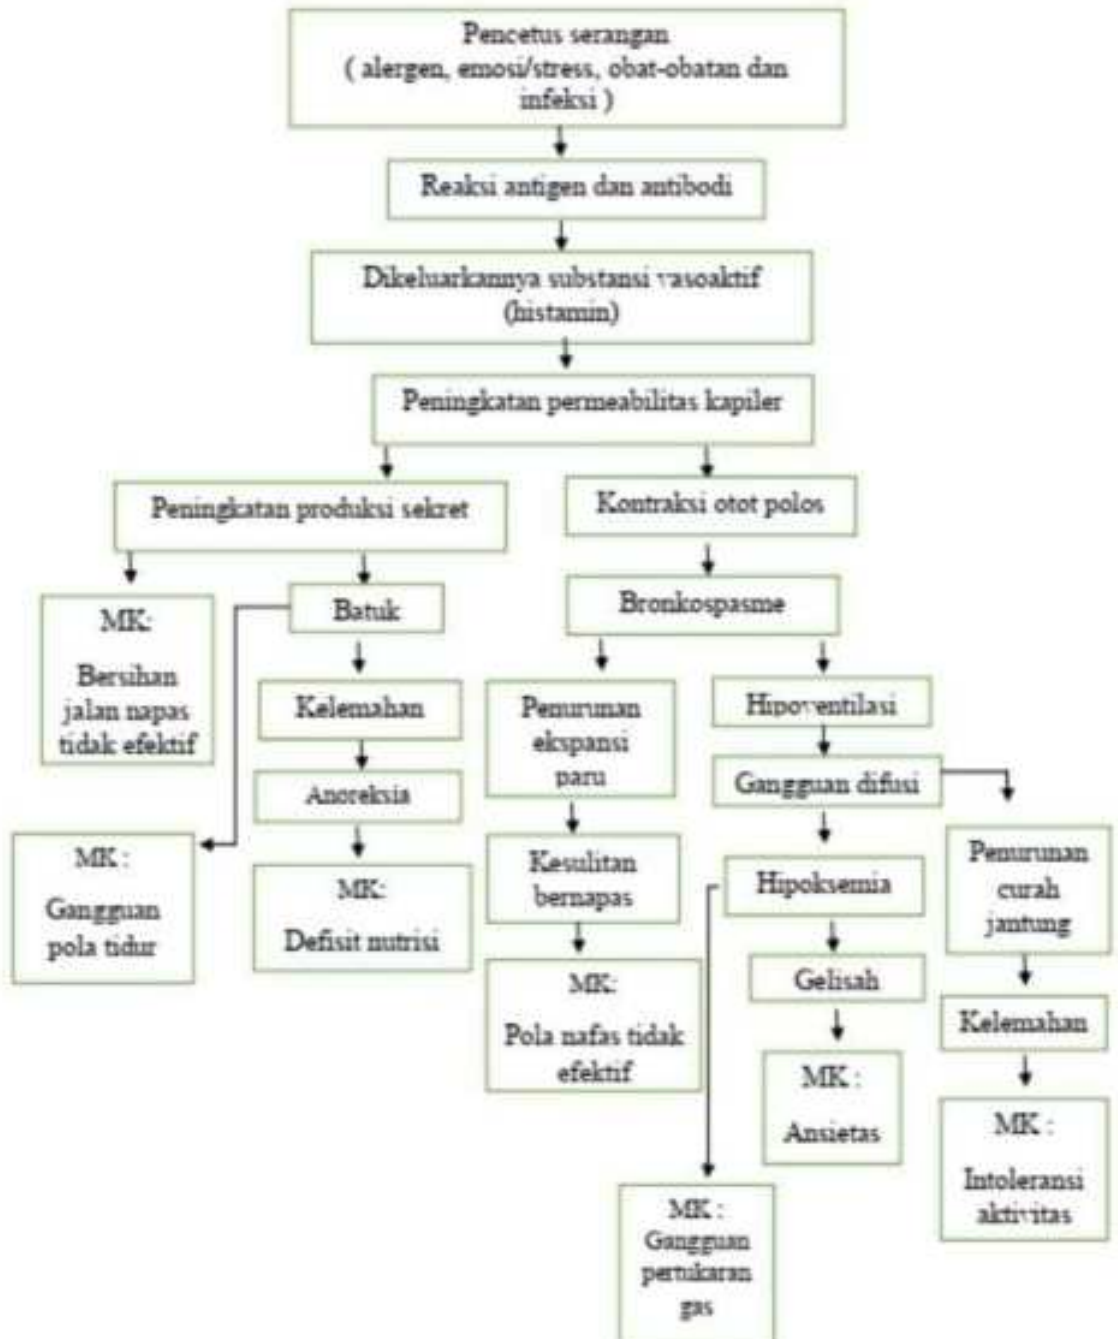 Pencetus serangan
( alergen, emosi/stress, obat-obatan dan
infeksi )
Reaksi antigen dan antibodi
Dikeluarkannya substansi vasoaktif
(histamin)
Peningkatan permeabilitas kapiler
Peningkatan produksi sekret
Kontraksi otot polos
MK:
Bersihan
jalan napas
tidak efektif
Batuk
Bronkospasme
Kelemahan
Penurunan
ekspansi
paru
Hipoventilasi
Anoreksia
Gangguan difusi
MK :
Gangguan
pola tidur
MK:
Defisit nutrisi
Kesulitan
bernapas
Hipoksemia
Penurunan
curah
jantung
MK:
Pola nafas tidak
efektif
Gelisah
Kelemahan
MK :
Ansietas
MK :
Intoleransi
aktivitas
MK :
Gangguan
pertukaran
gas